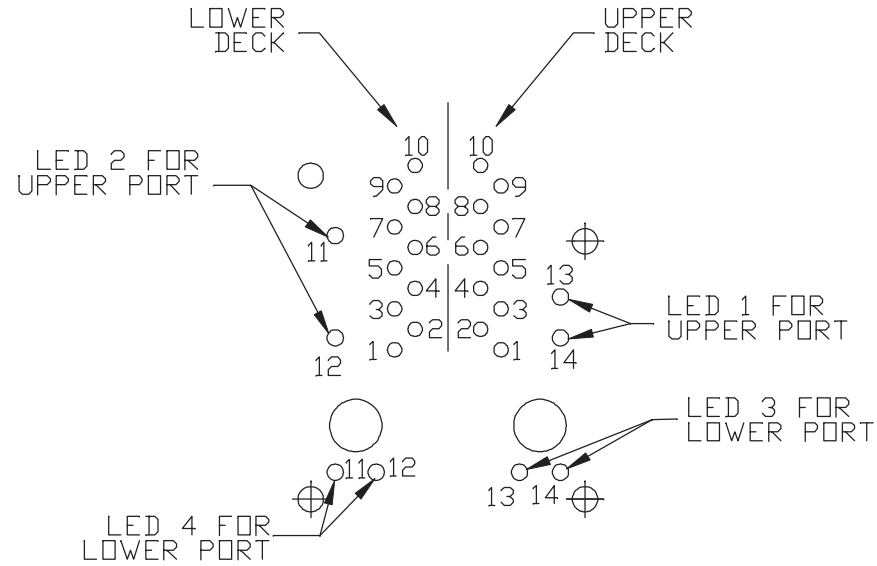 LOWER
DECK
UPPER
DECK
10 10
LED 2 FOR
UPPER PORT
9 9
8 8
7 7
11
6 6
5 5
13
4 4
3 3
LED 1 FOR
UPPER PORT
2 2
1 1
12
14
LED 3 FOR
LOWER PORT
11 12
13 14
LED 4 FOR
LOWER PORT